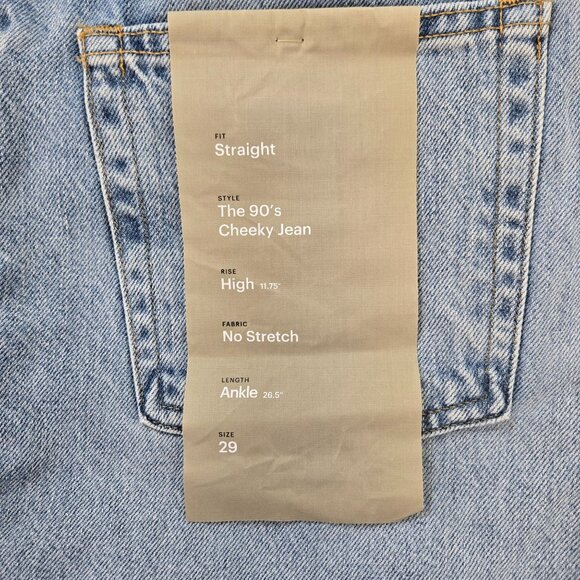 FIT
Straight
STYLE
The 90's
Cheeky Jean
RISE
High 11.75"
FABRIC
No Stretch
LENGTH
Ankle 26.5"
SIZE
29